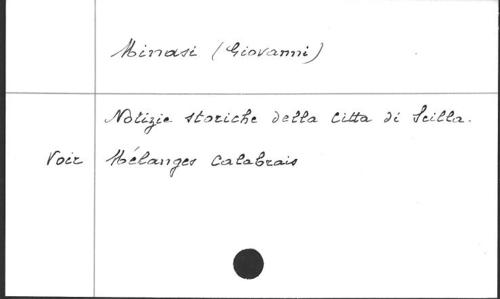 Minasi (Giovanni)
Notizie storiche della Citta di Scilla.
Voir Mélanges Calabrais